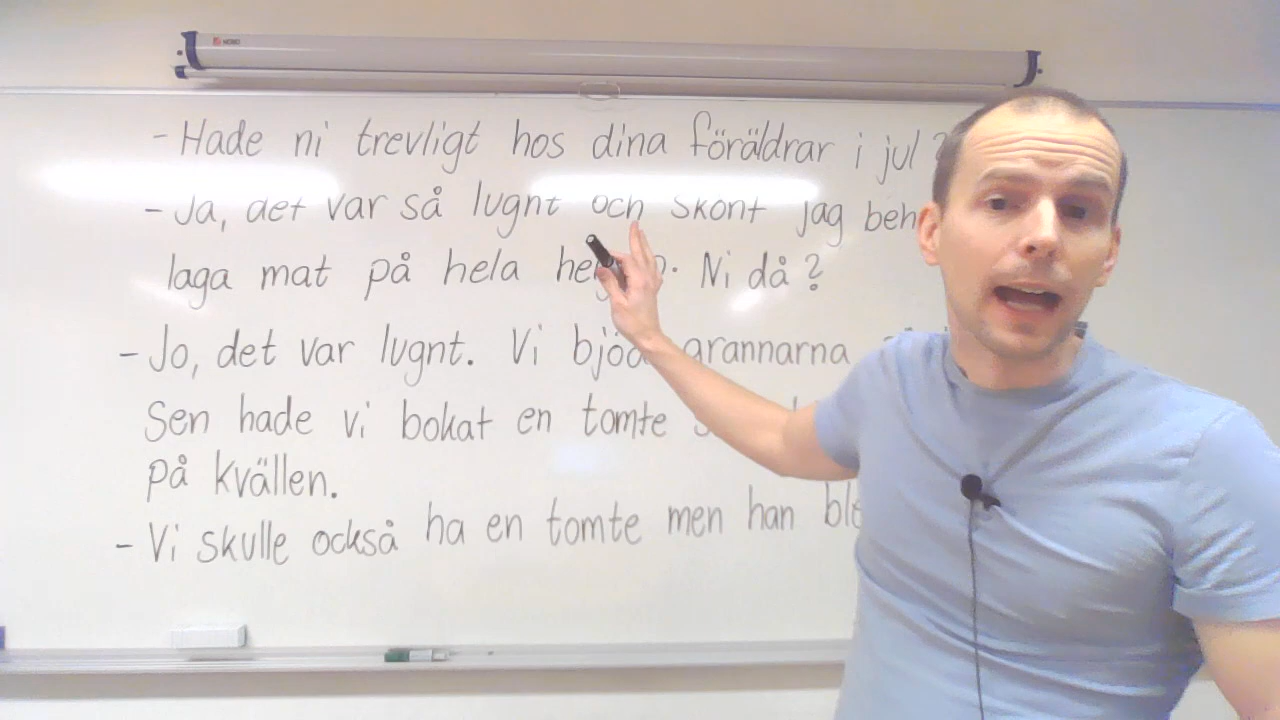 NOBO
- Hade ni trevligt hos dina föräldrar i jul ?
- Ja, det var så lugnt och skönt jag
laga mat på hela Ni då ?
- Jo, det var lugnt. Vi grannarna
Sen hade vi bokat en tomte
på kvällen.
- Vi skulle också ha en tomte men han